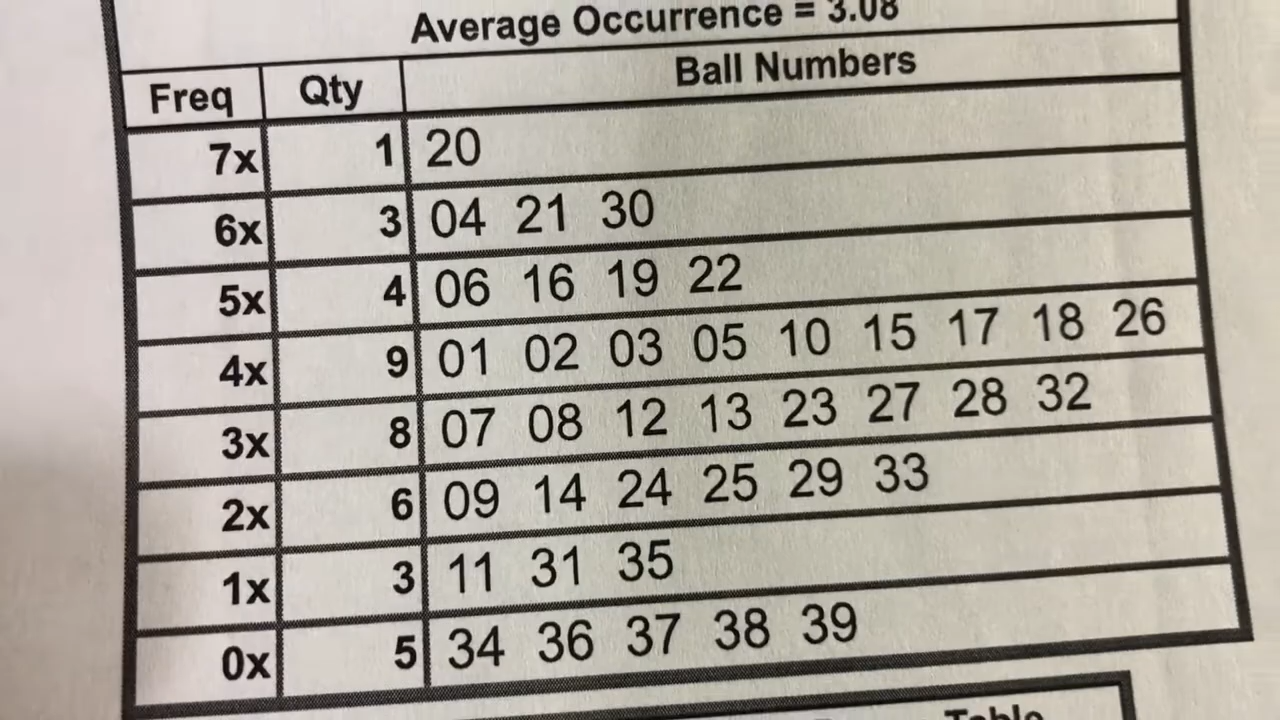 Average Occurrence = 3.08
Freq Qty Ball Numbers
7x 1 20
6x 3 04 21 30
5x 4 06 16 19 22
4x 9 01 02 03 05 10 15 17 18 26
3x 8 07 08 12 13 23 27 28 32
2x 6 09 14 24 25 29 33
1x 3 11 31 35
0x 5 34 36 37 38 39
Table